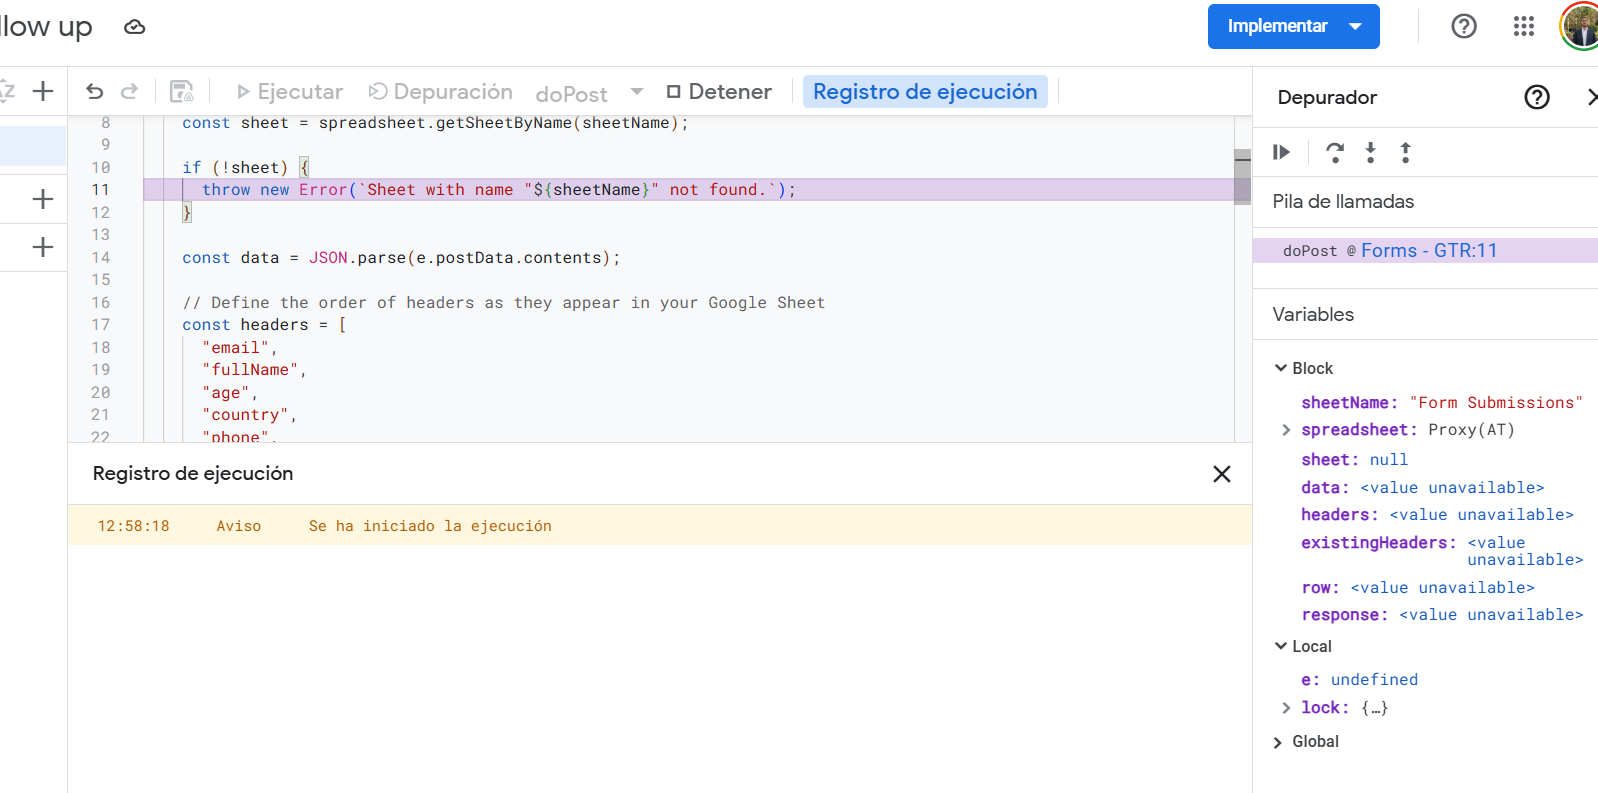 llow up
Implementar
Ejecutar
Depuración
doPost
Detener
Registro de ejecución
8 const sheet = spreadsheet.getSheetByName(sheetName);
9
10 if (!sheet) {
11 throw new Error(`Sheet with name "${sheetName}" not found.`);
12 }
13
14 const data = JSON.parse(e.postData.contents);
15
16 // Define the order of headers as they appear in your Google Sheet
17 const headers = [
18 "email",
19 "fullName",
20 "age",
21 "country",
22 "phone",
Registro de ejecución
12:58:18 Aviso Se ha iniciado la ejecución
Depurador
Pila de llamadas
doPost @ Forms - GTR:11
Variables
Block
sheetName: "Form Submissions"
spreadsheet: Proxy(AT)
sheet: null
data: <value unavailable>
headers: <value unavailable>
existingHeaders: <value
unavailable>
row: <value unavailable>
response: <value unavailable>
Local
e: undefined
lock: {…}
Global